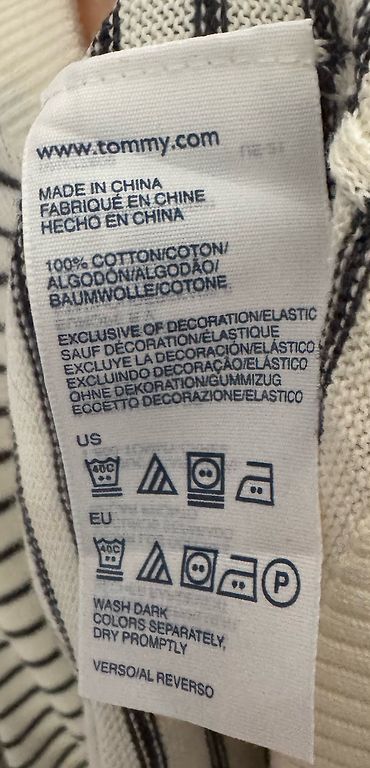 www.tommy.com
MADE IN CHINA
FABRIQUÉ EN CHINE
HECHO EN CHINA
100% COTTON/COTON/
ALGODÓN/ALGODÃO/
BAUMWOLLE/COTONE
EXCLUSIVE OF DECORATION/ELASTIC
SAUF DÉCORATION/ÉLASTIQUE
EXCLUYE LA DECORACIÓN/ELÁSTICO
EXCLUINDO DECORAÇÃO/ELÁSTICO
OHNE DEKORATION/GUMMIZUG
ECCETTO DECORAZIONE/ELASTICO
US
40C
EU
40C P
WASH DARK
COLORS SEPARATELY,
DRY PROMPTLY
VERSO/AL REVERSO